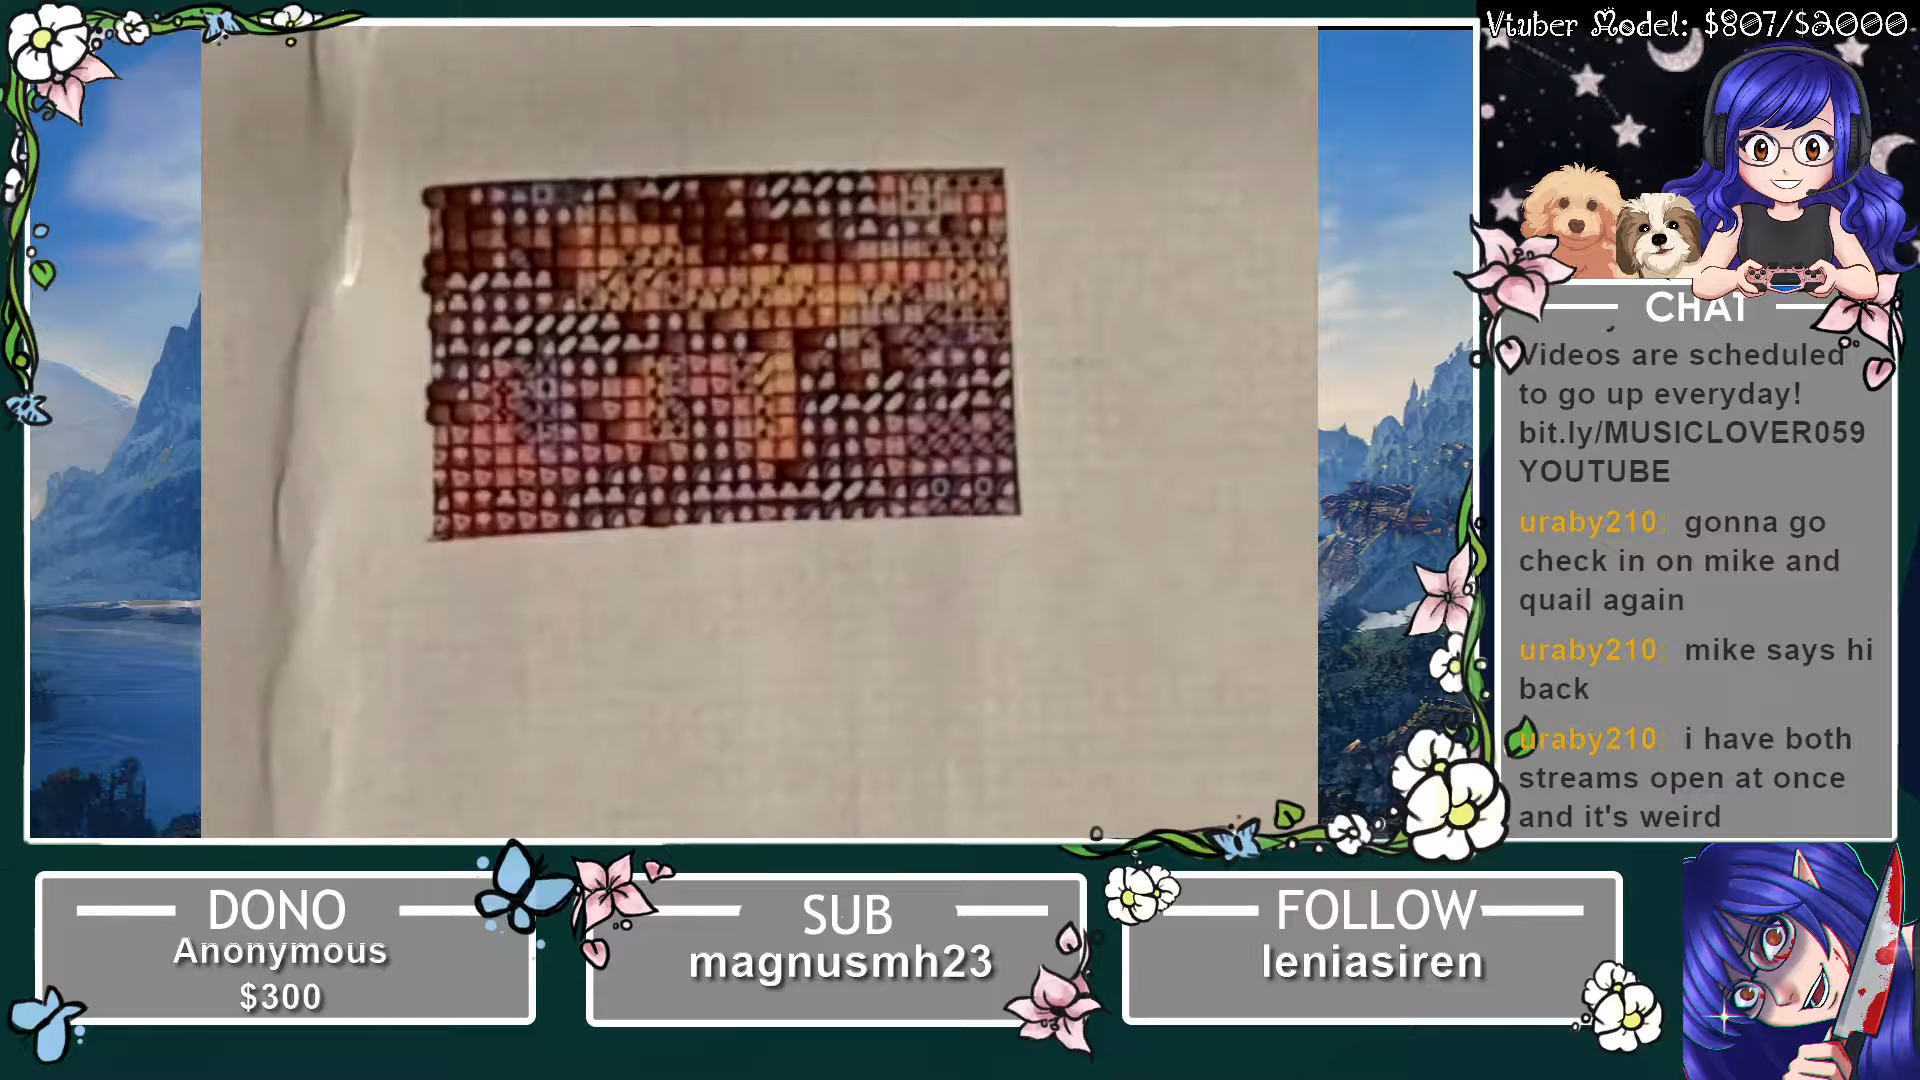 Vtuber Model: $807/$2000
CHAT
Videos are scheduled
to go up everyday!
bit.ly/MUSICLOVER059
YOUTUBE
uraby210: gonna go
check in on mike and
quail again
uraby210: mike says hi
back
uraby210: i have both
streams open at once
and it's weird
DONO
Anonymous
$300
SUB
magnusmh23
FOLLOW
leniasiren